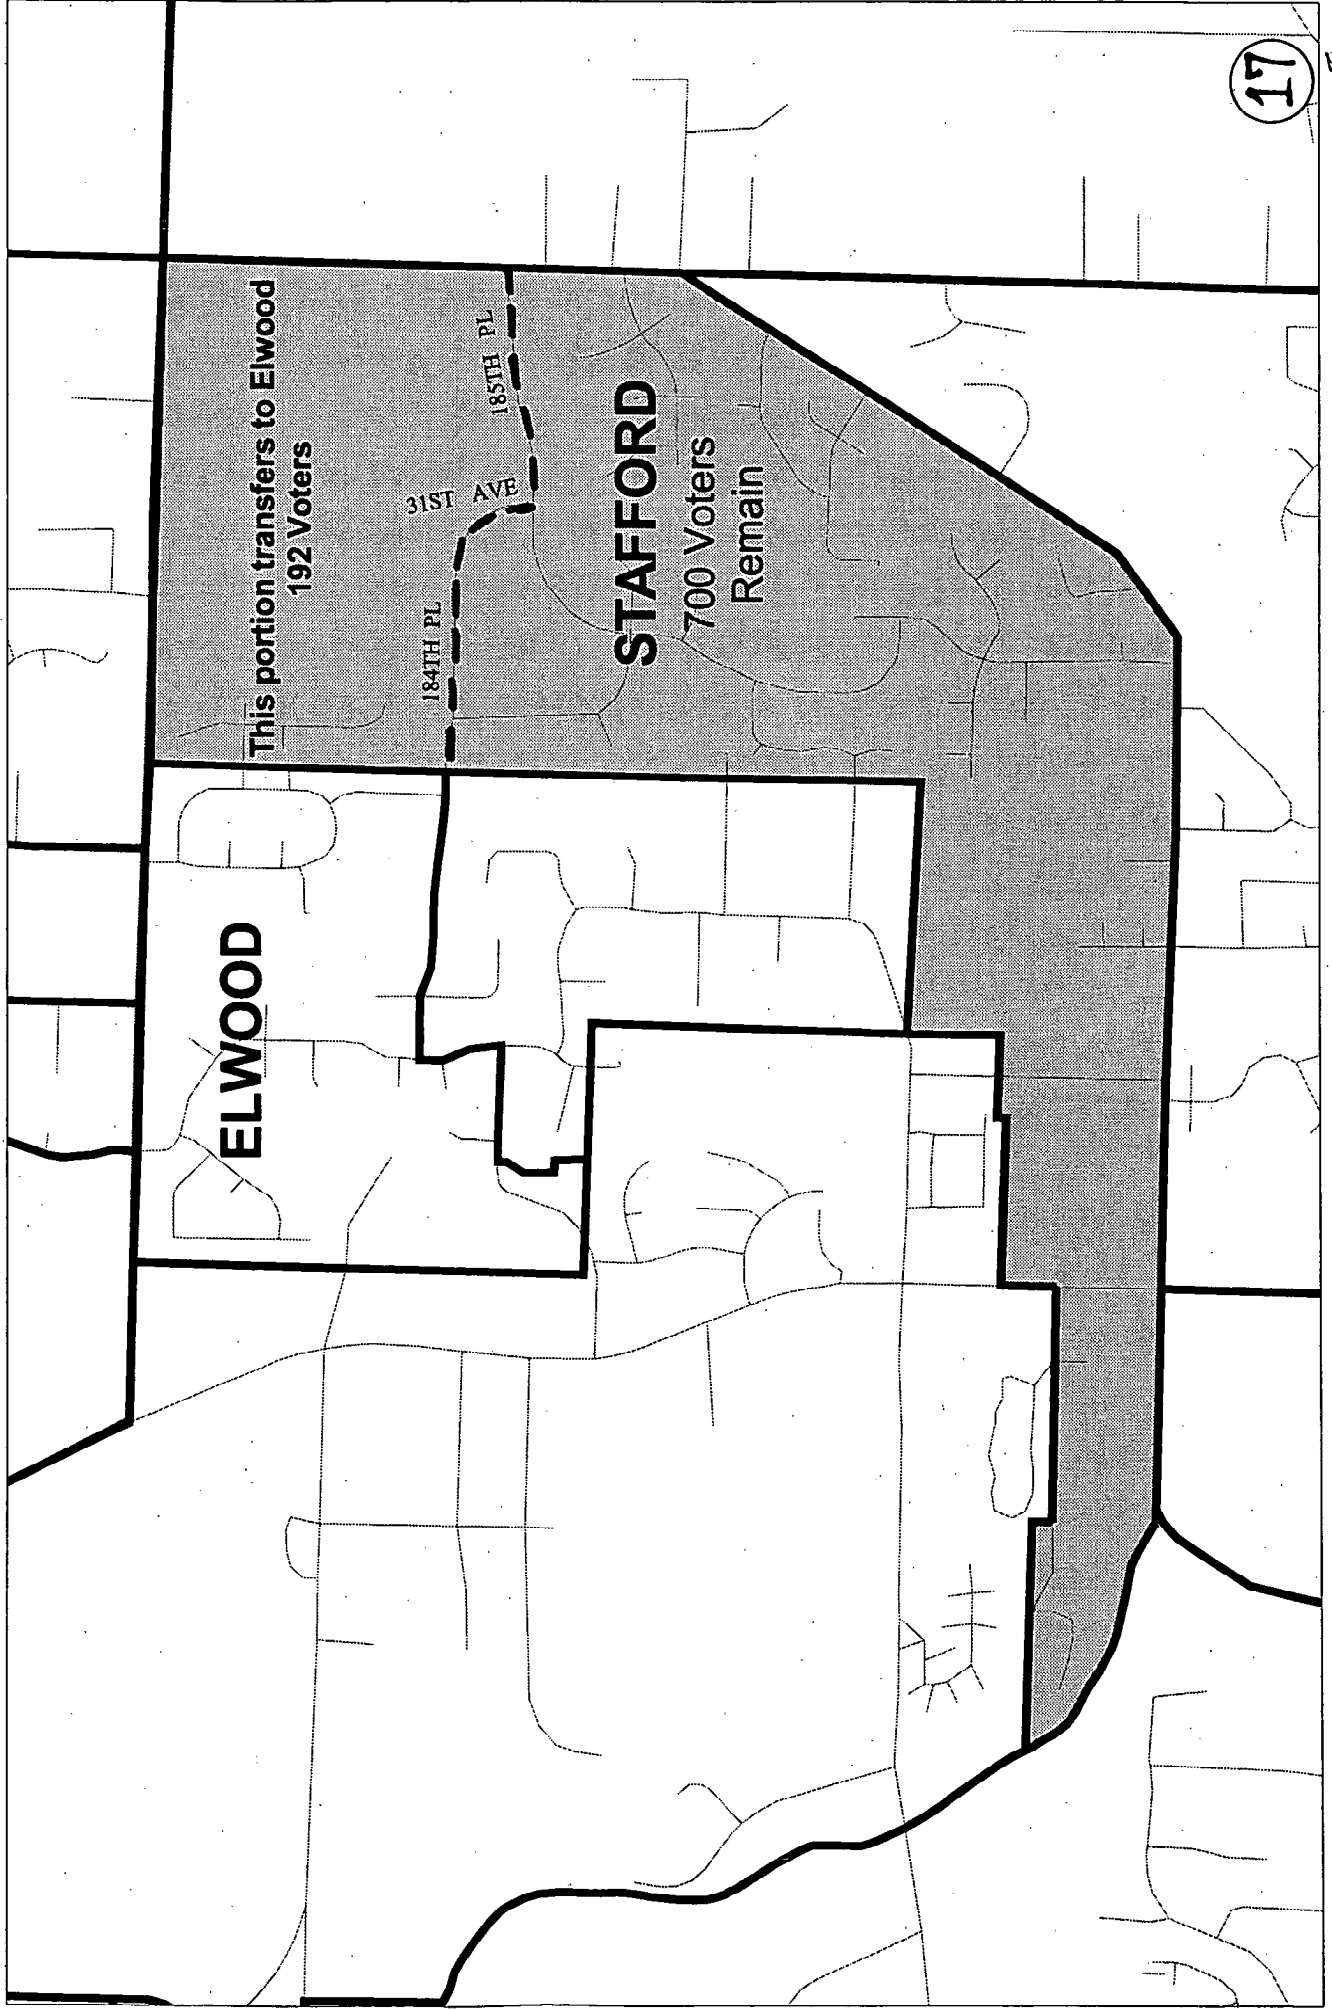 This portion transfers to Elwood
192 Voters
184TH PL
31ST AVE
185TH PL
STAFFORD
700 Voters
Remain
ELWOOD
17